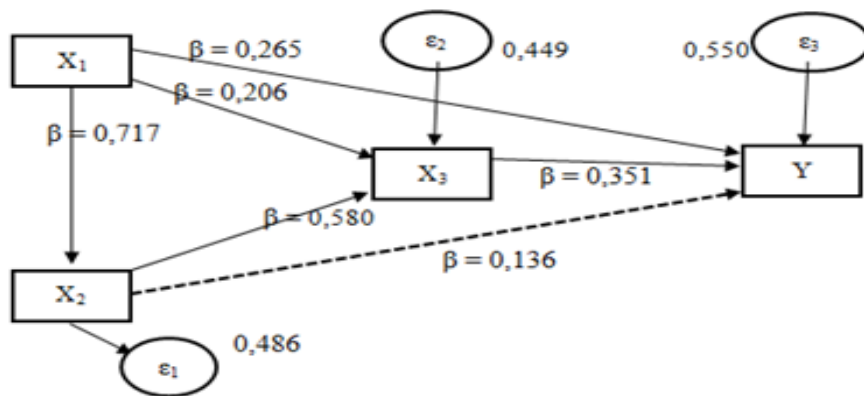 X₁
β = 0,265
ε₂
0,449
0,550
ε₃
β = 0,206
β = 0,717
X₃
β = 0,351
Y
β = 0,580
β = 0,136
X₂
0,486
ε₁